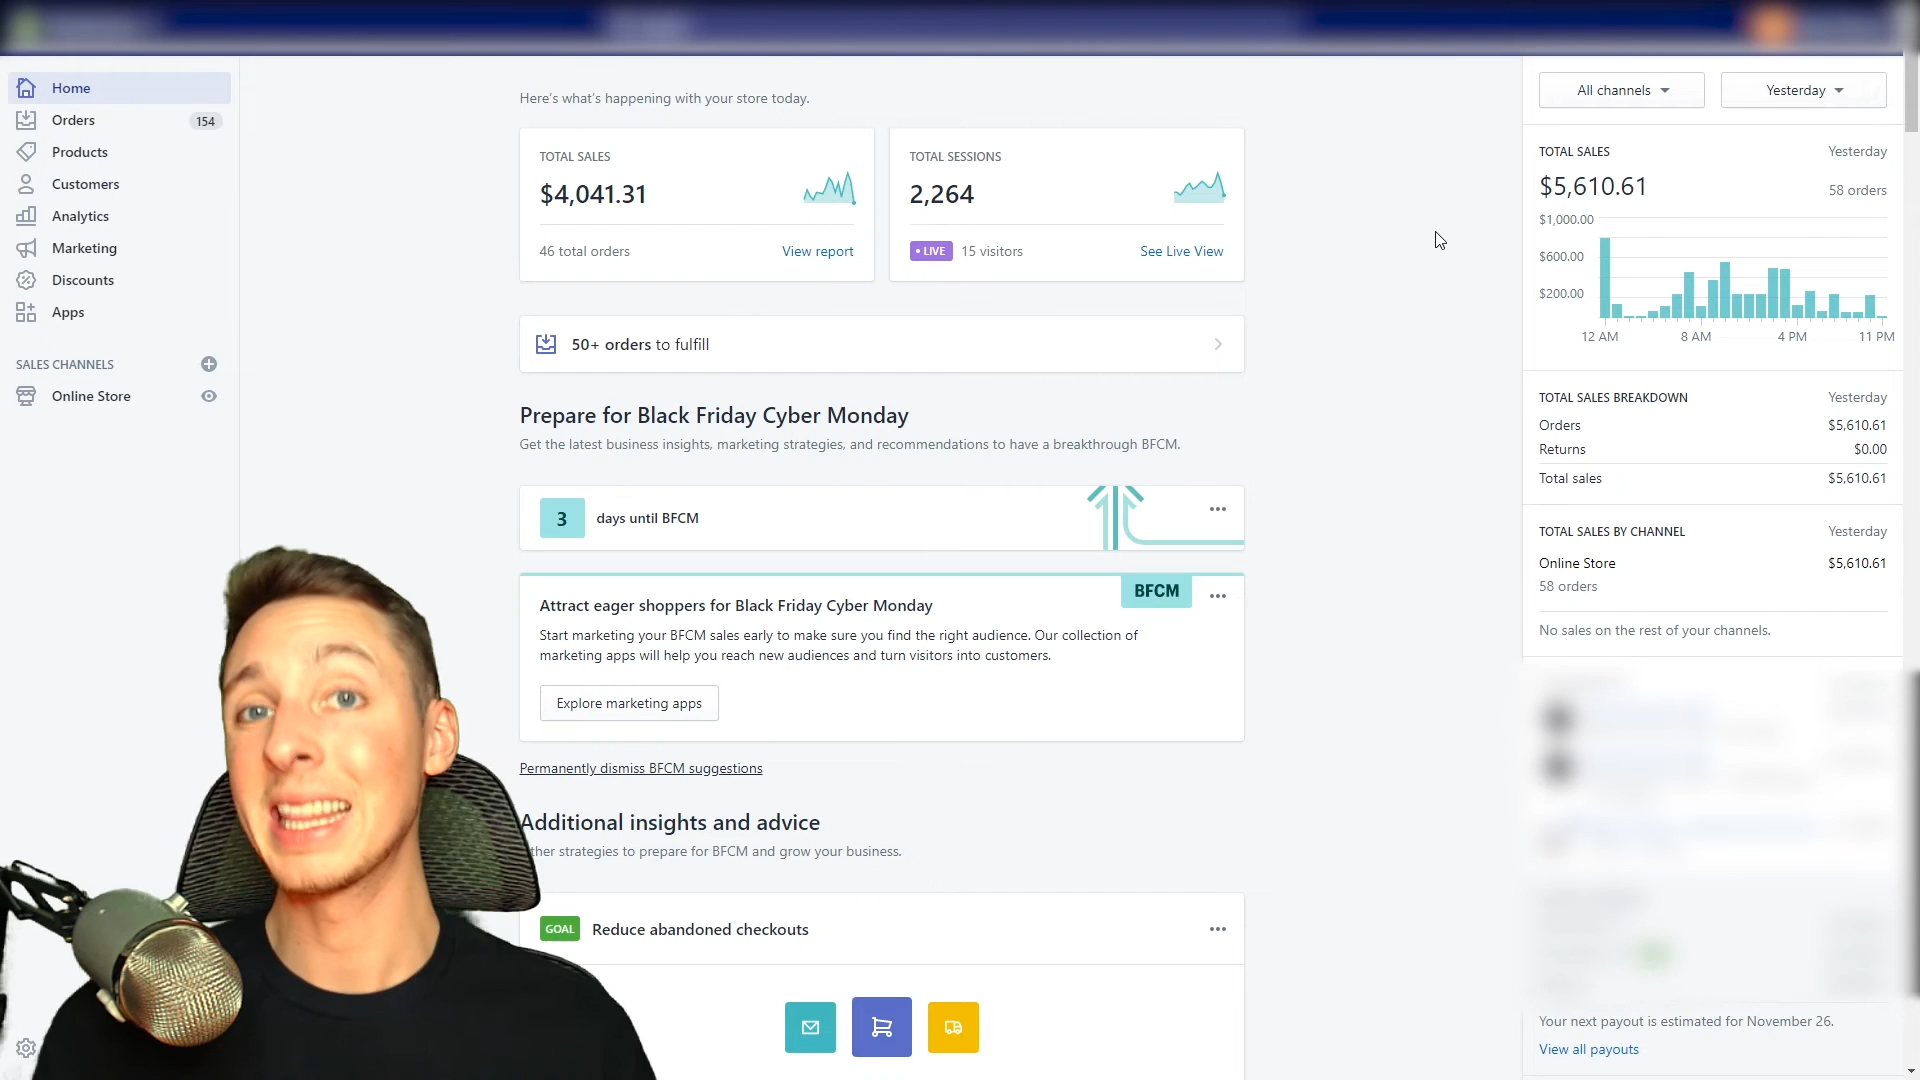 Home
Orders 154
Products
Customers
Analytics
Marketing
Discounts
Apps
SALES CHANNELS
Online Store
Here's what's happening with your store today.
TOTAL SALES
$4,041.31
46 total orders View report
TOTAL SESSIONS
2,264
• LIVE 15 visitors See Live View
50+ orders to fulfill
Prepare for Black Friday Cyber Monday
Get the latest business insights, marketing strategies, and recommendations to have a breakthrough BFCM.
3 days until BFCM
BFCM
Attract eager shoppers for Black Friday Cyber Monday
Start marketing your BFCM sales early to make sure you find the right audience. Our collection of
marketing apps will help you reach new audiences and turn visitors into customers.
Explore marketing apps
Permanently dismiss BFCM suggestions
Additional insights and advice
strategies to prepare for BFCM and grow your business.
GOAL Reduce abandoned checkouts
All channels Yesterday
TOTAL SALES Yesterday
$5,610.61 58 orders
$1,000.00
$600.00
$200.00
12 AM 8 AM 4 PM 11 PM
TOTAL SALES BREAKDOWN Yesterday
Orders $5,610.61
Returns $0.00
Total sales $5,610.61
TOTAL SALES BY CHANNEL Yesterday
Online Store $5,610.61
58 orders
No sales on the rest of your channels.
Your next payout is estimated for November 26.
View all payouts